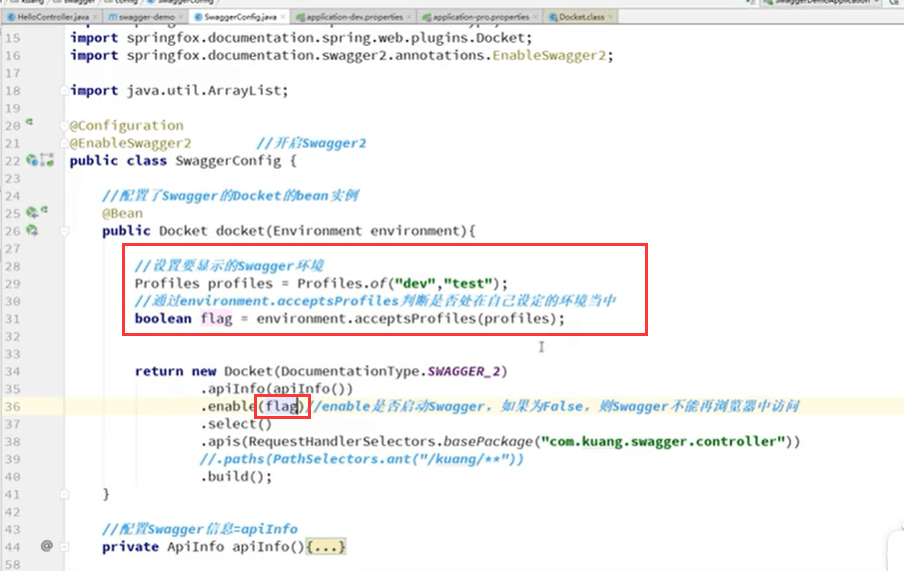 HelloController.java × swagger-demo × SwaggerConfig.java × application-dev.properties × application-pro.properties × Docket.class ×
15 import springfox.documentation.spring.web.plugins.Docket;
16 import springfox.documentation.swagger2.annotations.EnableSwagger2;
17
18 import java.util.ArrayList;
19
20 @Configuration
21 @EnableSwagger2 //开启Swagger2
22 public class SwaggerConfig {
23
24 //配置了Swagger的Docket的bean实例
25 @Bean
26 public Docket docket(Environment environment){
27
28 //设置要显示的Swagger环境
29 Profiles profiles = Profiles.of("dev","test");
30 //通过environment.acceptsProfiles判断是否处在自己设定的环境当中
31 boolean flag = environment.acceptsProfiles(profiles);
32
33
34 return new Docket(DocumentationType.SWAGGER_2)
35 .apiInfo(apiInfo())
36 .enable(flag)//enable是否启动Swagger，如果为False，则Swagger不能再浏览器中访问
37 .select()
38 .apis(RequestHandlerSelectors.basePackage("com.kuang.swagger.controller"))
39 //.paths(PathSelectors.ant("/kuang/**"))
40 .build();
41 }
42
43 //配置Swagger信息=apiInfo
44 @ private ApiInfo apiInfo(){...}
58